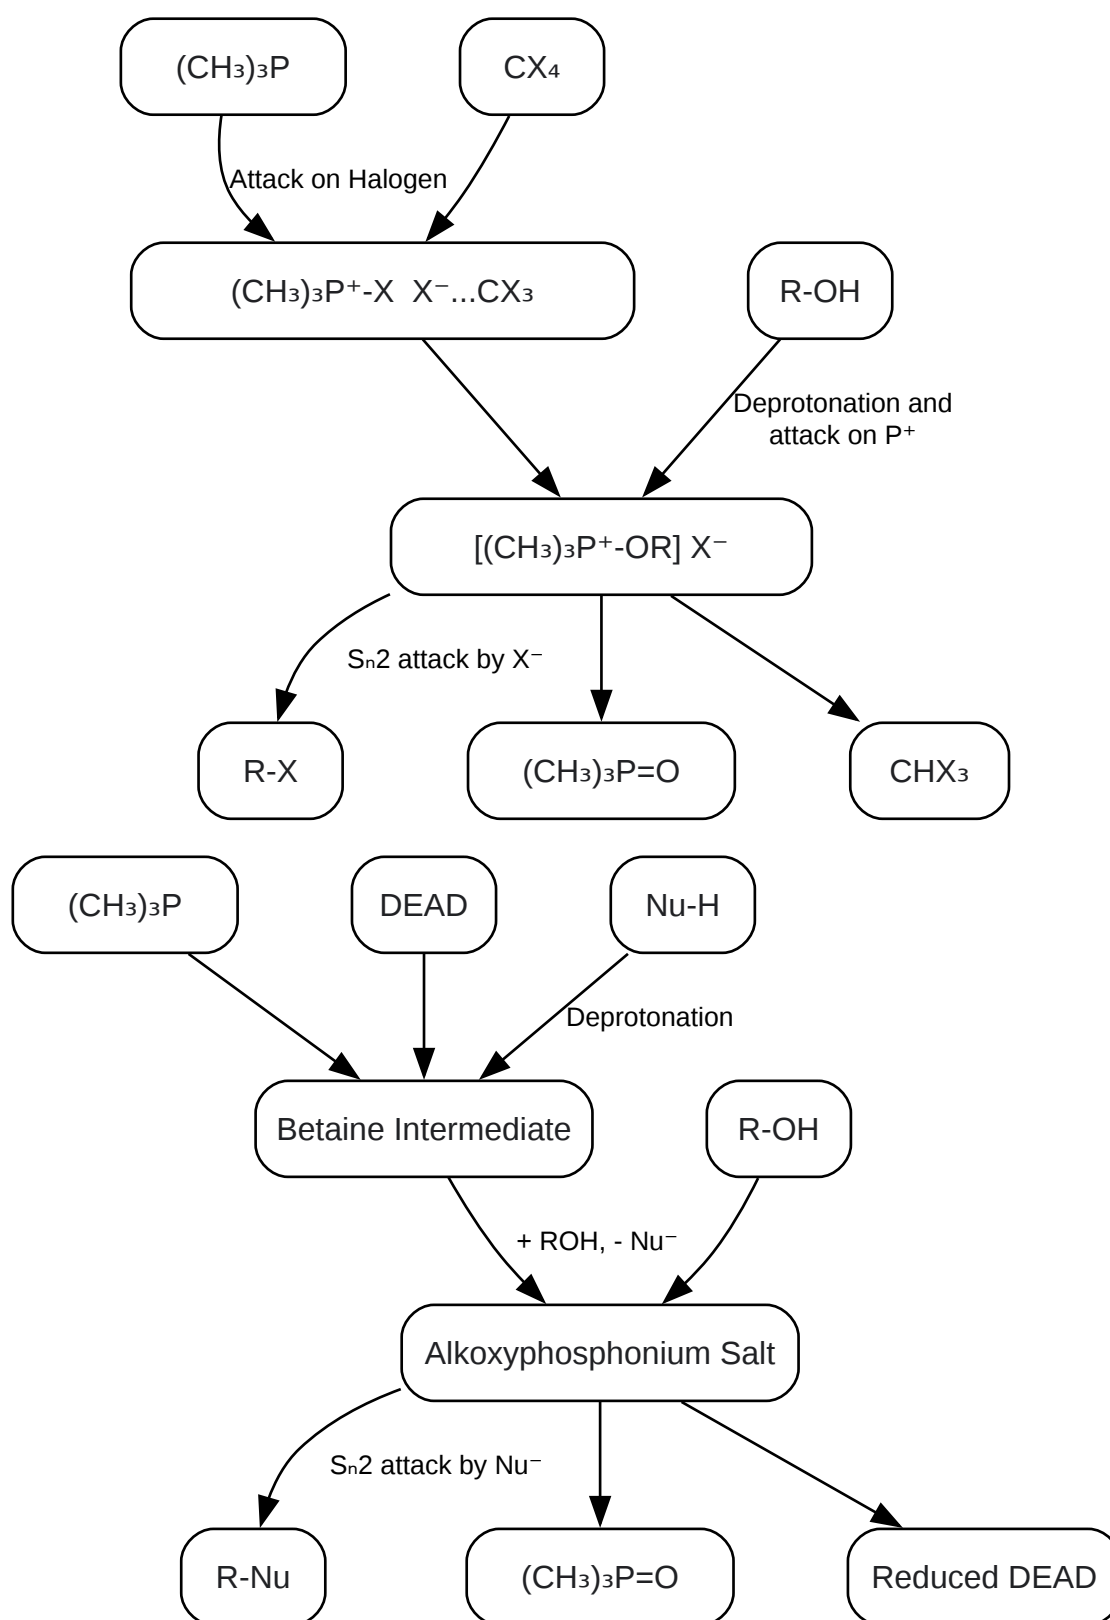 (CH₃)₃P
CX₄
Attack on Halogen
(CH₃)₃P⁺-X  X⁻...CX₃
R-OH
Deprotonation and
attack on P⁺
[(CH₃)₃P⁺-OR] X⁻
Sₙ2 attack by X⁻
R-X
(CH₃)₃P=O
CHX₃
(CH₃)₃P
DEAD
Nu-H
Deprotonation
Betaine Intermediate
R-OH
+ ROH, - Nu⁻
Alkoxyphosphonium Salt
Sₙ2 attack by Nu⁻
R-Nu
(CH₃)₃P=O
Reduced DEAD